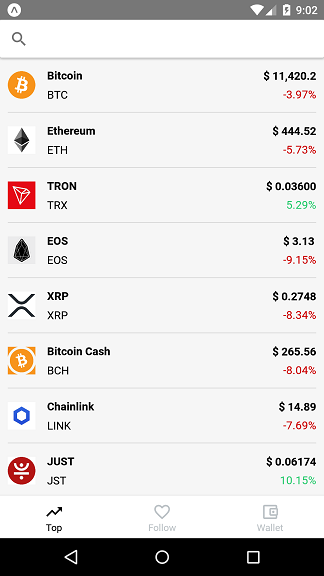 9:02
Bitcoin $ 11,420.2
BTC -3.97%
Ethereum $ 444.52
ETH -5.73%
TRON $ 0.03600
TRX 5.29%
EOS $ 3.13
EOS -9.15%
XRP $ 0.2748
XRP -8.34%
Bitcoin Cash $ 265.56
BCH -8.04%
Chainlink $ 14.89
LINK -7.69%
JUST $ 0.06174
JST 10.15%
Top Follow Wallet